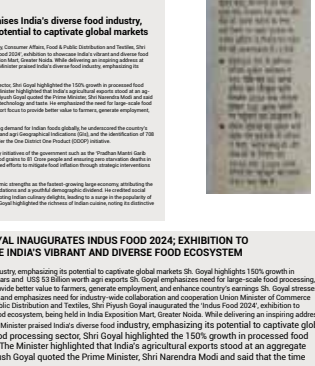 aises India's diverse food industry,
otential to captivate global markets
y, Consumer Affairs, Food & Public Distribution and Textiles, Shri
ood 2024', exhibition to showcase India's vibrant and diverse food
tion Mart, Greater Noida. While delivering an inspiring address at
Minister praised India's diverse food industry, emphasizing its
ector, Shri Goyal highlighted the 150% growth in processed food
inister highlighted that India's agricultural exports stood at an ag-
iyush Goyal quoted the Prime Minister, Shri Narendra Modi and said
technology and taste. He emphasized the need for large-scale food
ort focus to provide better value to farmers, generate employment,
ng demand for Indian foods globally, he underscored the country's
and agri Geographical Indications (GIs), and the identification of 708
er the One District One Product (ODOP) initiative.
y initiatives of the government such as the 'Pradhan Mantri Garib
d grains to 81 Crore people and ensuring zero starvation deaths in
ed efforts to mitigate food inflation through strategic interventions
mic strengths as the fastest-growing large economy, attributing the
dations and a youthful demographic dividend. He credited social
oting Indian culinary delights, leading to a surge in the popularity of
Goyal highlighted the richness of Indian cuisine, noting its distinctive
YAL INAUGURATES INDUS FOOD 2024; EXHIBITION TO
E INDIA'S VIBRANT AND DIVERSE FOOD ECOSYSTEM
ustry, emphasizing its potential to captivate global markets Sh. Goyal highlights 150% growth in
ars and US$ 53 Billion worth agri exports Sh. Goyal emphasizes need for large-scale food processing,
vide better value to farmers, generate employment, and enhance country's earnings Sh. Goyal stresse
and emphasizes need for industry-wide collaboration and cooperation Union Minister of Commerce
blic Distribution and Textiles, Shri Piyush Goyal inaugurated the 'Indus Food 2024', exhibition to
od ecosystem, being held in India Exposition Mart, Greater Noida. While delivering an inspiring addres
Minister praised India's diverse food industry, emphasizing its potential to captivate glob
od processing sector, Shri Goyal highlighted the 150% growth in processed food
The Minister highlighted that India's agricultural exports stood at an aggregate
ush Goyal quoted the Prime Minister, Shri Narendra Modi and said that the time